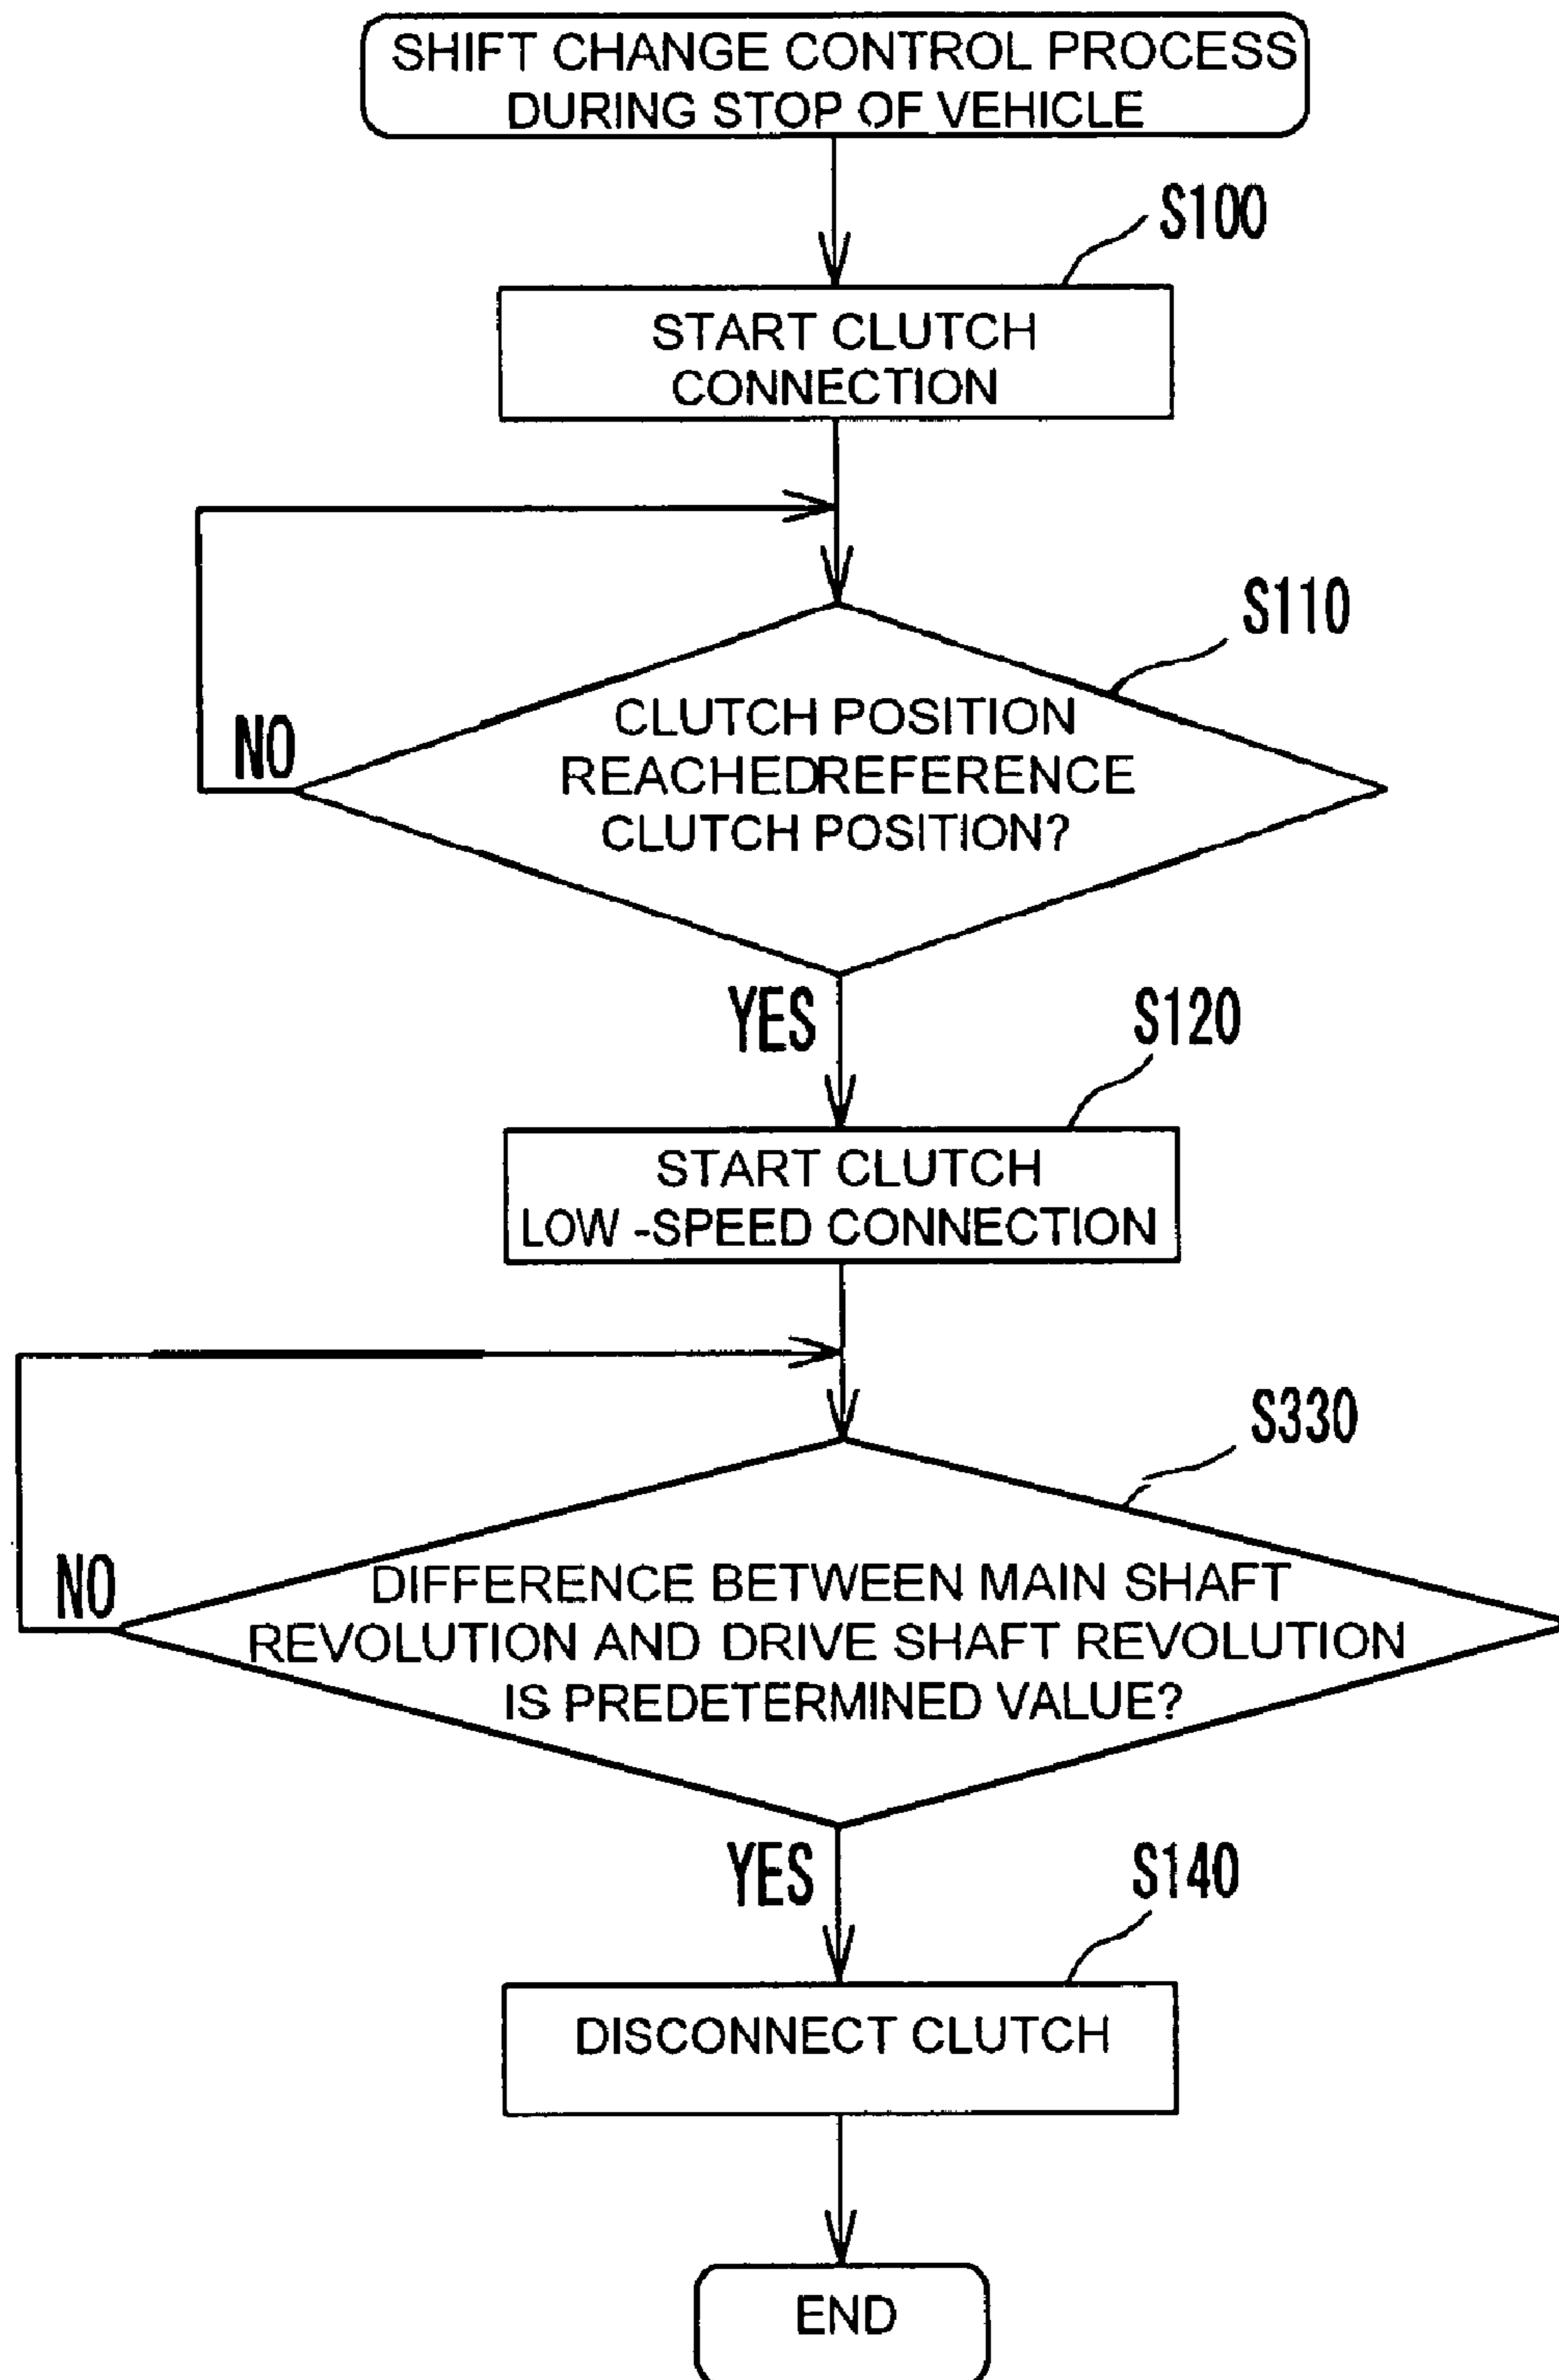 SHIFT CHANGE CONTROL PROCESS
DURING STOP OF VEHICLE
S100
START CLUTCH
CONNECTION
S110
CLUTCH POSITION
REACHEDREFERENCE
CLUTCH POSITION?
NO
YES
S120
START CLUTCH
LOW -SPEED CONNECTION
S330
DIFFERENCE BETWEEN MAIN SHAFT
REVOLUTION AND DRIVE SHAFT REVOLUTION
IS PREDETERMINED VALUE?
NO
YES
S140
DISCONNECT CLUTCH
END